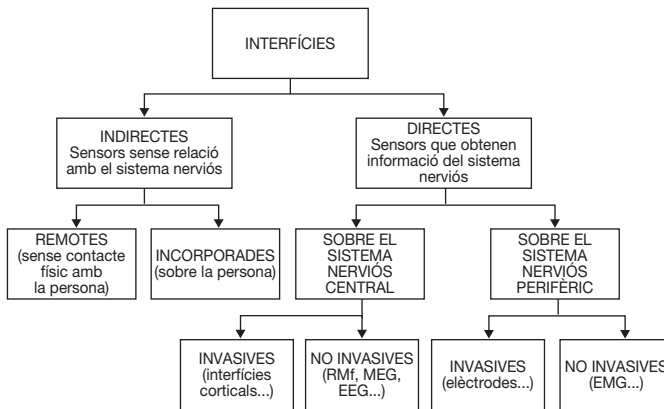 INTERFÍCIES
INDIRECTES
Sensors sense relació
amb el sistema nerviós
DIRECTES
Sensors que obtenen
informació del sistema
nerviós
REMOTES
(sense contacte
físic amb
la persona)
INCORPORADES
(sobre la persona)
SOBRE EL
SISTEMA
NERVIÓS
CENTRAL
SOBRE EL
SISTEMA
NERVIÓS
PERIFÈRIC
INVASIVES
(interfícies
corticals...)
NO INVASIVES
(RMf, MEG,
EEG...)
INVASIVES
(elèctrodes...)
NO INVASIVES
(EMG...)